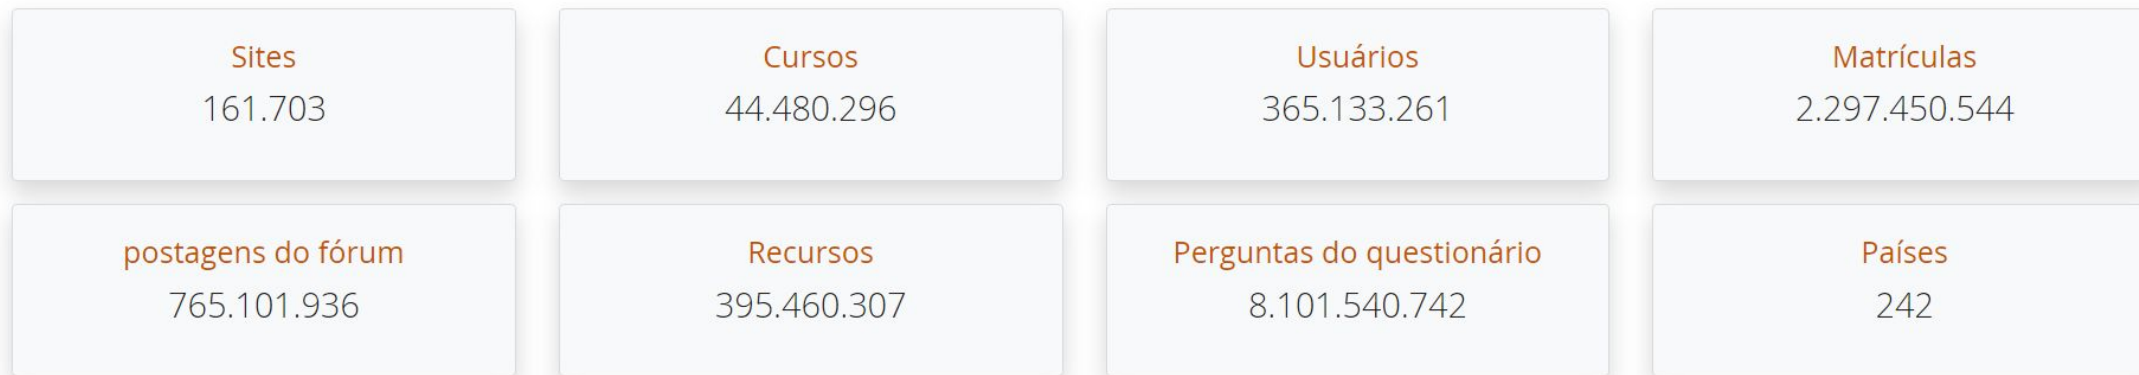 Sites
161.703
Cursos
44.480.296
Usuários
365.133.261
Matrículas
2.297.450.544
postagens do fórum
765.101.936
Recursos
395.460.307
Perguntas do questionário
8.101.540.742
Países
242